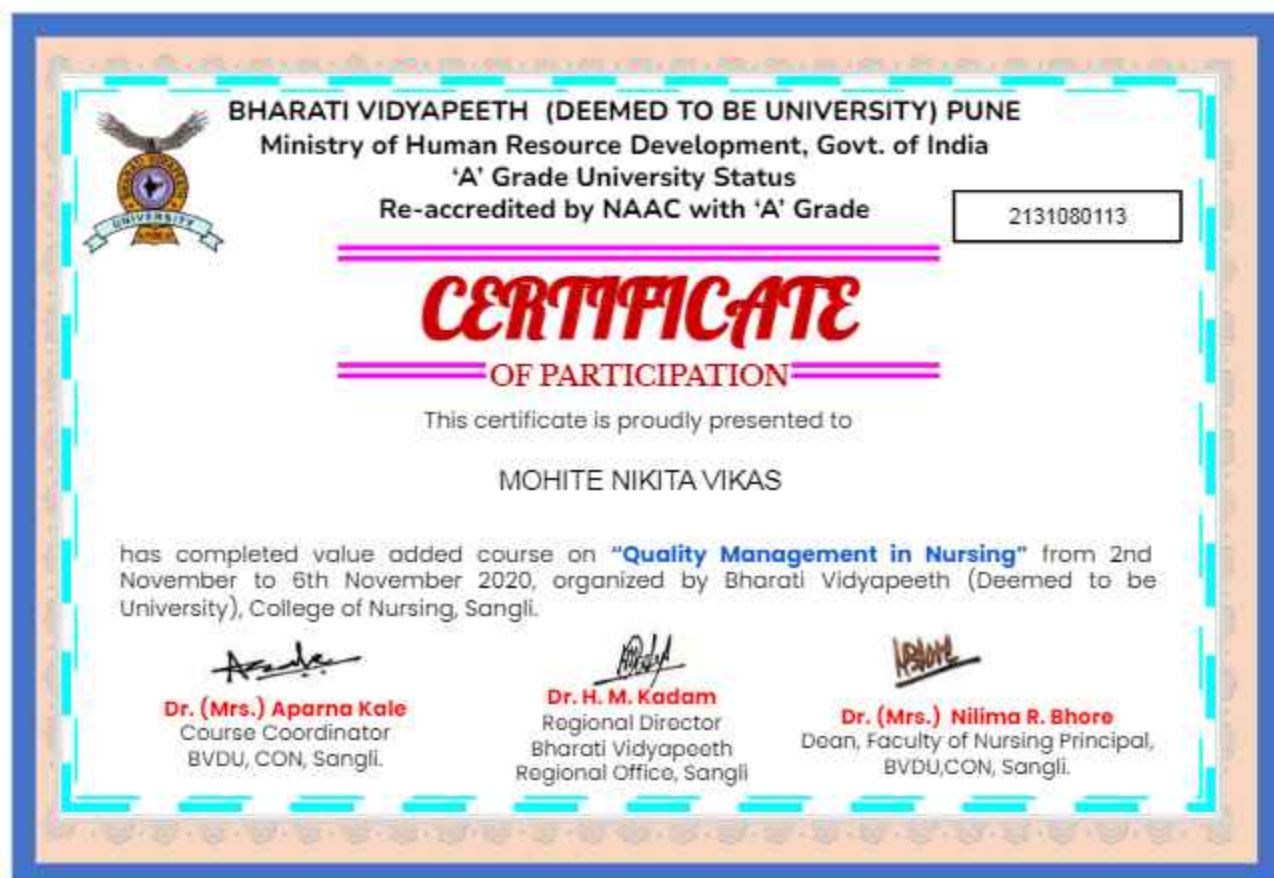 BHARATI VIDYAPEETH (DEEMED TO BE UNIVERSITY) PUNE
Ministry of Human Resource Development, Govt. of India
‘A’ Grade University Status
Re-accredited by NAAC with ‘A’ Grade
2131080113
BHARATI VIDYAPEETH
UNIVERSITY
CERTIFICATE
OF PARTICIPATION
This certificate is proudly presented to
MOHITE NIKITA VIKAS
has completed value added course on “Quality Management in Nursing” from 2nd
November to 6th November 2020, organized by Bharati Vidyapeeth (Deemed to be
University), College of Nursing, Sangli.
Dr. (Mrs.) Aparna Kale
Course Coordinator
BVDU, CON, Sangli.
Dr. H. M. Kadam
Regional Director
Bharati Vidyapeeth
Regional Office, Sangli
Dr. (Mrs.) Nilima R. Bhore
Dean, Faculty of Nursing Principal,
BVDU,CON, Sangli.